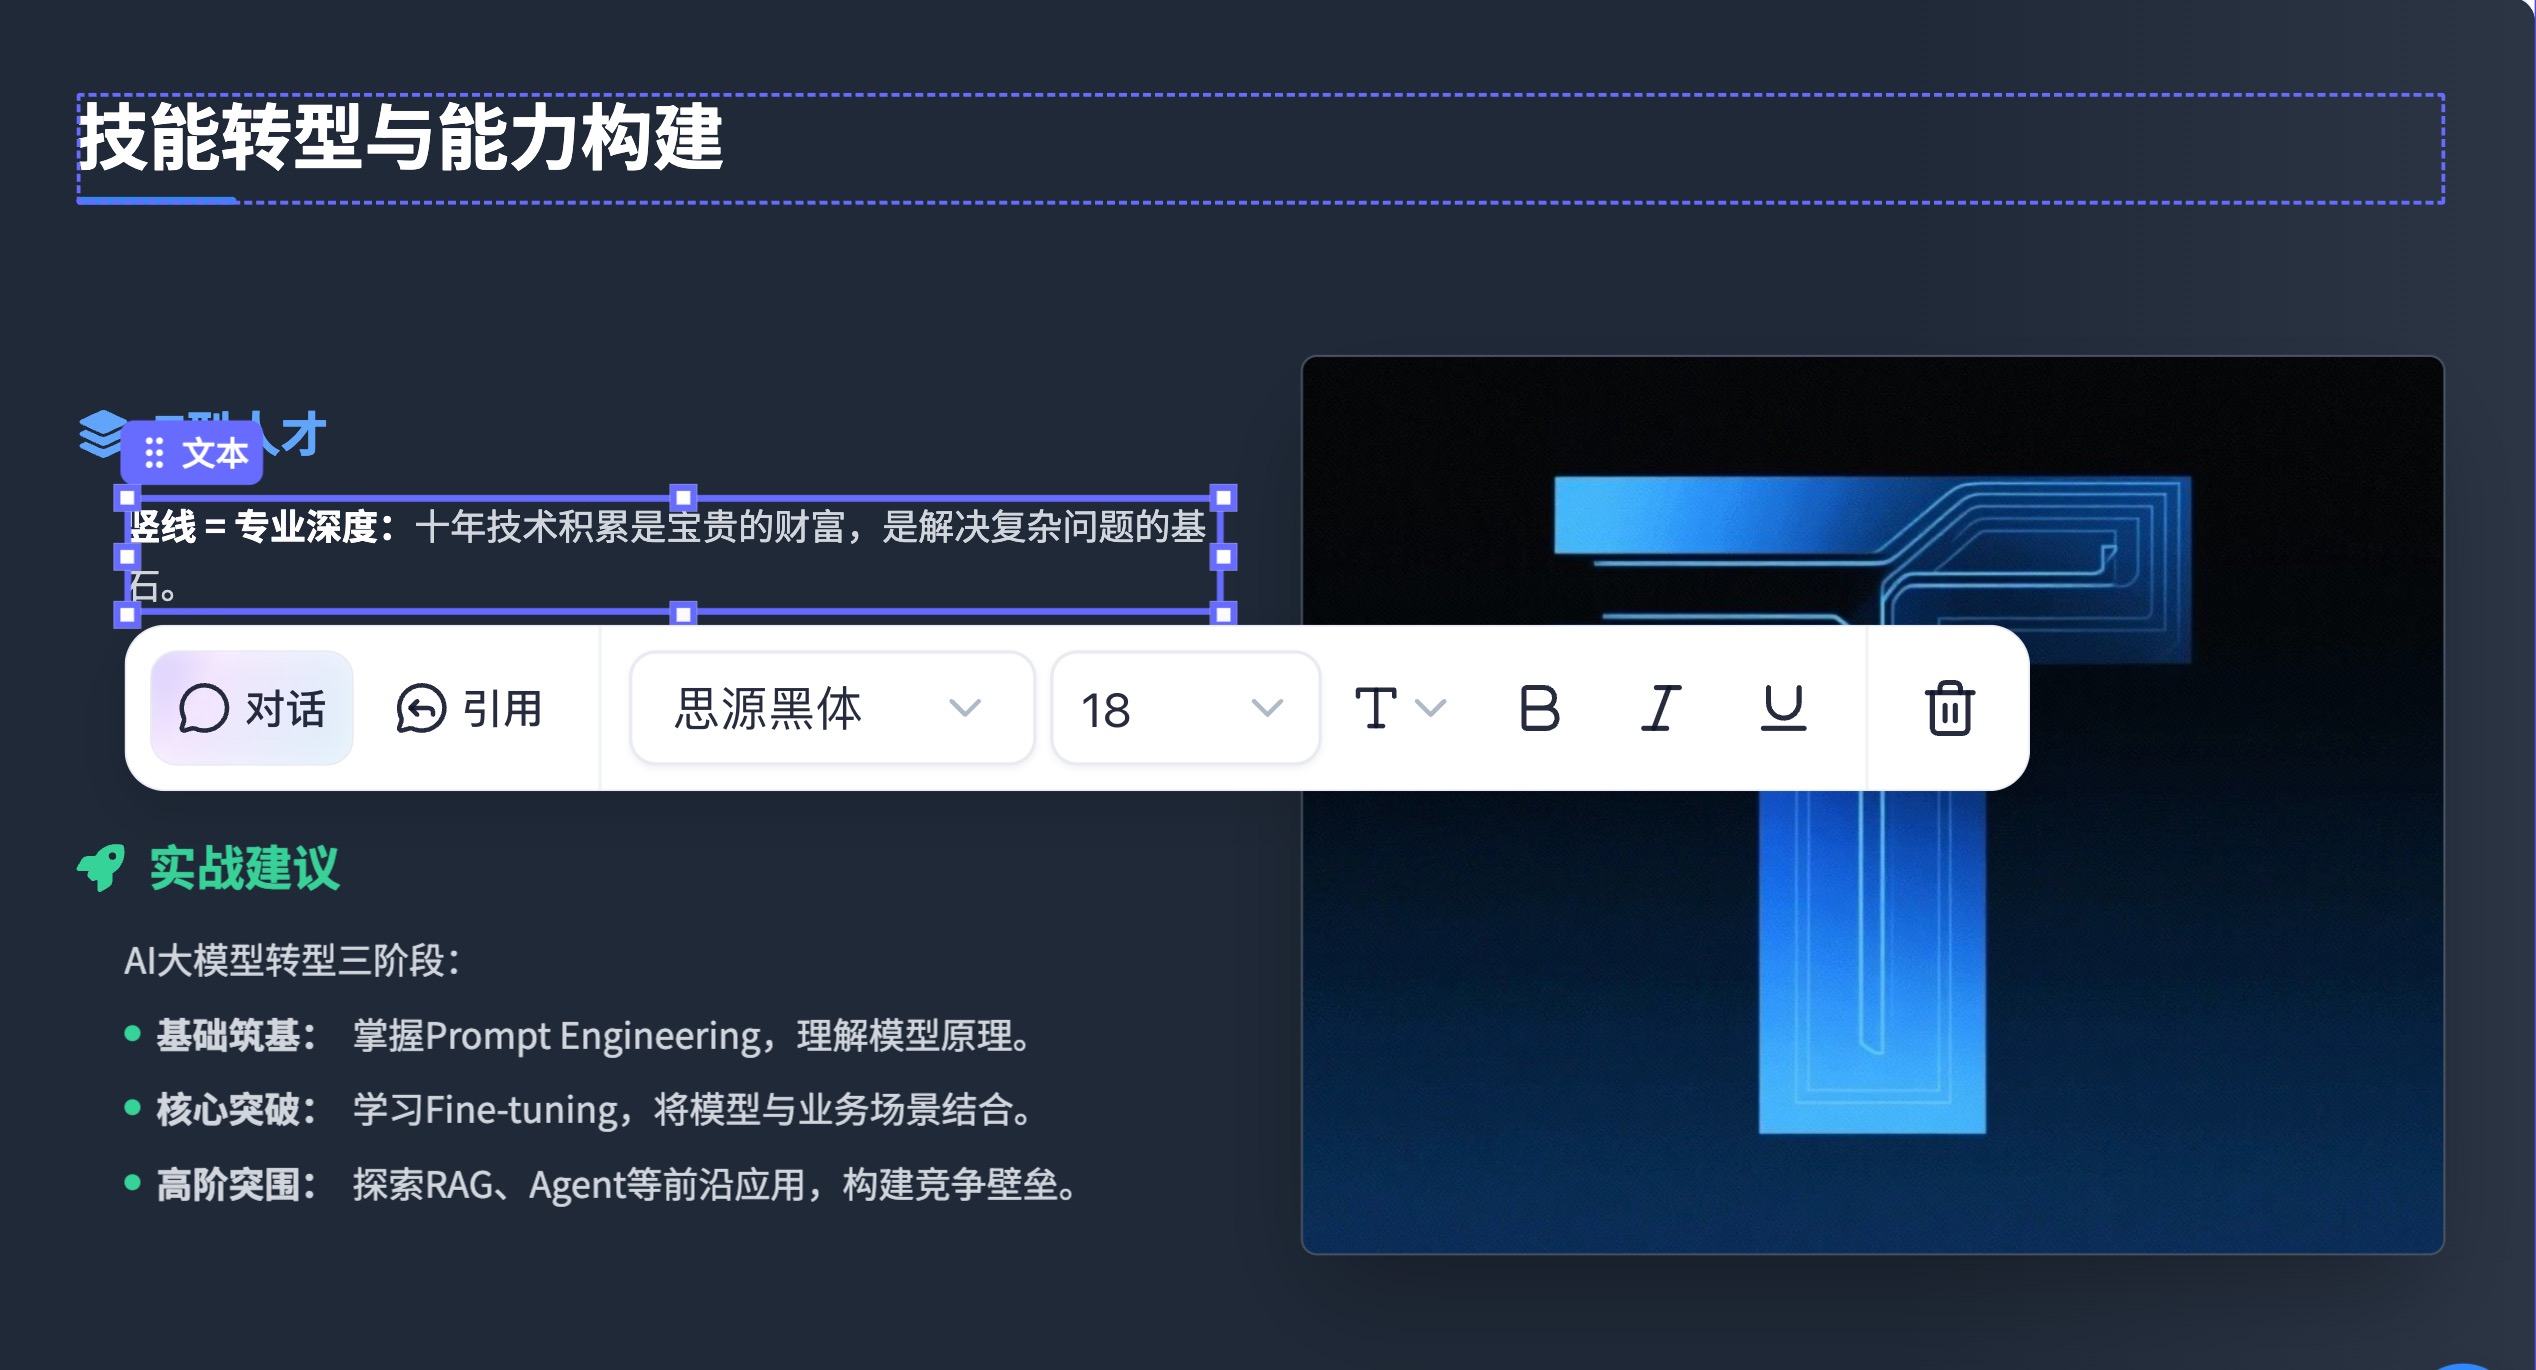 技能转型与能力构建
型人才
文本
竖线 = 专业深度：十年技术积累是宝贵的财富，是解决复杂问题的基
石。
对话 引用 思源黑体 18 T B I U
实战建议
AI大模型转型三阶段：
基础筑基： 掌握Prompt Engineering，理解模型原理。
核心突破： 学习Fine-tuning，将模型与业务场景结合。
高阶突围： 探索RAG、Agent等前沿应用，构建竞争壁垒。